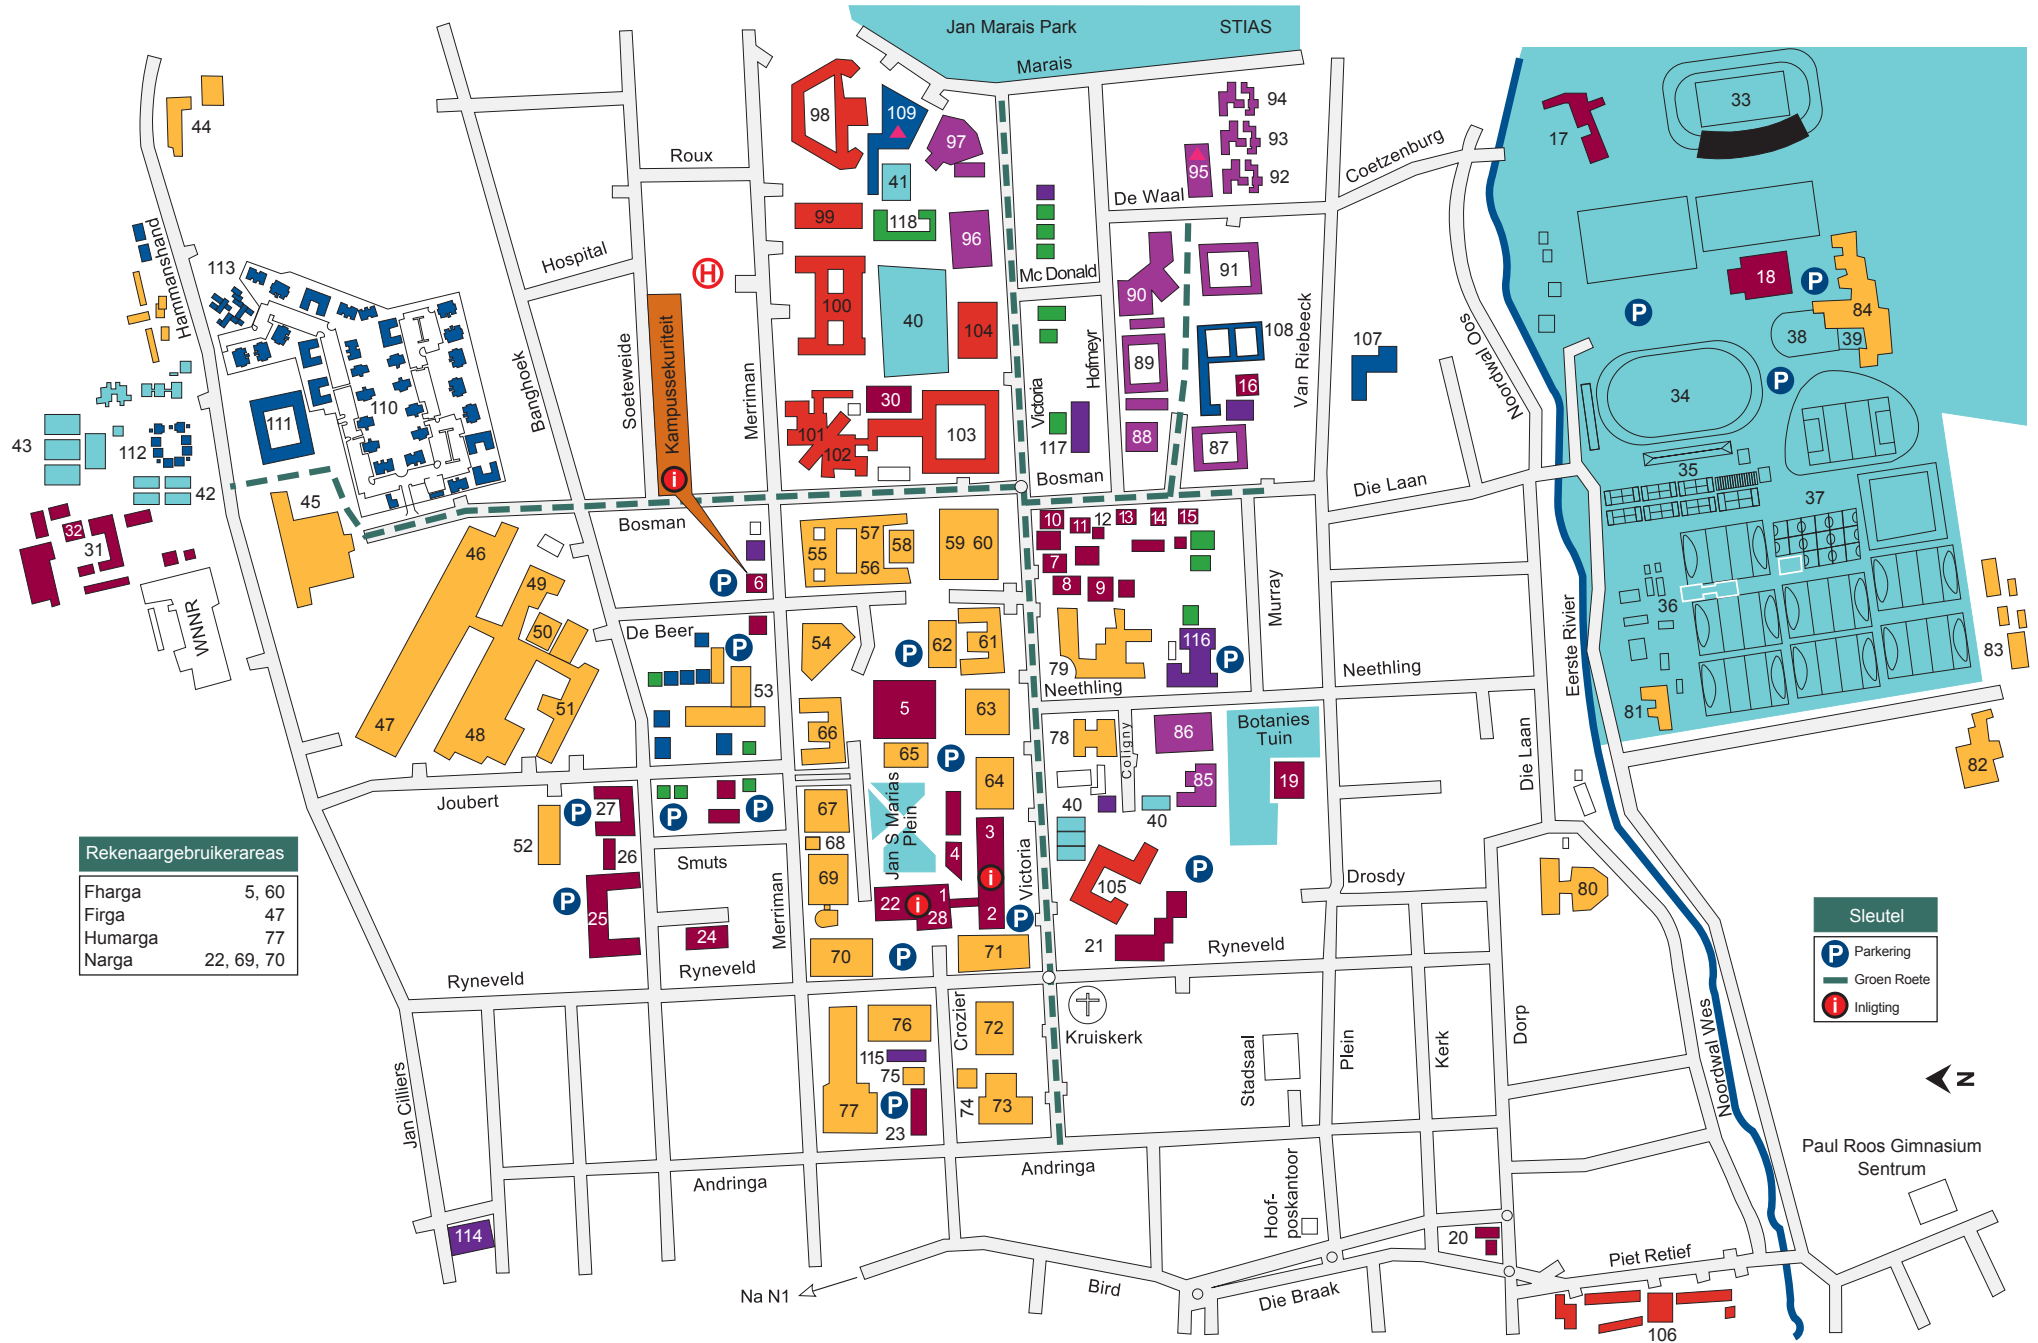 Jan Marais Park
STIAS
Marais
94
33
98
109
44
97
93
17
Roux
Coetzenburg
95
92
41
De Waal
99
118
96
Hammanshand
Hospital
Mc Donald
91
18
P
113
H
90
84
100
40
104
P
108
107
38
39
Kampussekuriteit
Soeteweide
Merriman
Banghoek
Hofmeyr
Van Riebeeck
Noordwal Oos
89
16
P
34
110
30
Victoria
111
43
112
101
102
103
117
88
87
Bosman
Die Laan
35
42
i
45
37
32
31
Bosman
10
11
12
13
14
15
46
55
57
58
59
60
56
7
8
9
49
P
6
36
WNNR
50
De Beer
P
54
P
62
61
79
116
P
Murray
Neethling
Eerste Rivier
83
53
Neethling
47
48
51
66
5
63
81
78
Coligny
86
Botanies
Tuin
Die Laan
82
65
P
85
19
64
Joubert
P
27
P
P
67
Jan S Marias
Plein
40
40
52
26
68
3
4
Smuts
69
i
Victoria
105
P
Drosdy
80
Rekenaargebruikerareas
Fharga 5, 60
Firga 47
Humarga 77
Narga 22, 69, 70
P
25
22
i
1
28
2
P
24
Merriman
21
Ryneveld
Ryneveld
Ryneveld
70
P
71
Sleutel
P Parkering
Groen Roete
i Inligting
76
Crozier
72
Kruiskerk
115
75
Stadsaal
Plein
Kerk
Dorp
Noordwal Wes
N
77
P
23
74
73
Jan Cilliers
Andringa
Andringa
Paul Roos Gimnasium
Sentrum
Hoof-
poskantoor
114
20
Piet Retief
Na N1
Bird
Die Braak
106